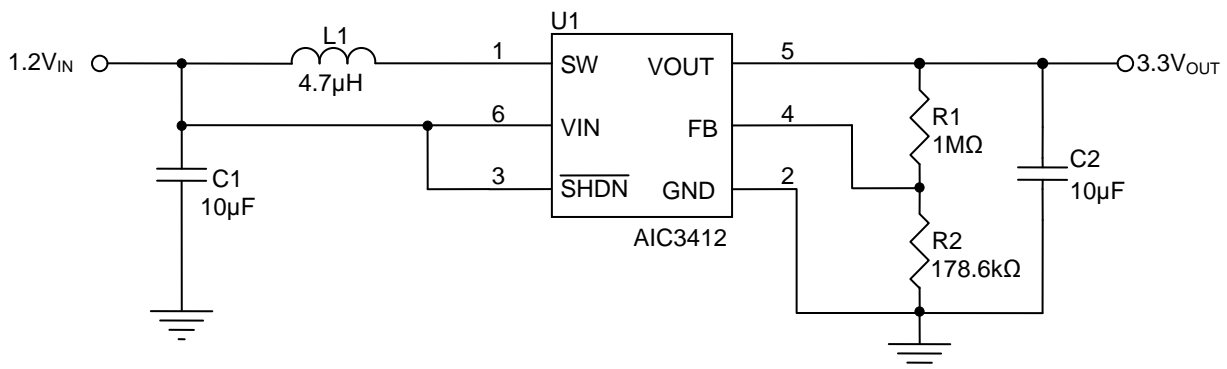 U1
1.2VIN
L1
4.7µH
1
SW
VOUT
5
3.3VOUT
6
VIN
FB
4
R1
1MΩ
C1
10µF
3
SHDN
GND
2
C2
10µF
AIC3412
R2
178.6kΩ